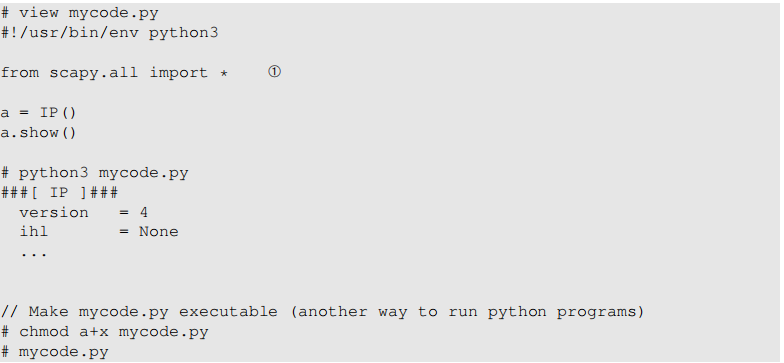 # view mycode.py
#!/usr/bin/env python3
from scapy.all import * ①
a = IP()
a.show()
# python3 mycode.py
###[ IP ]###
version = 4
ihl = None
...
// Make mycode.py executable (another way to run python programs)
# chmod a+x mycode.py
# mycode.py